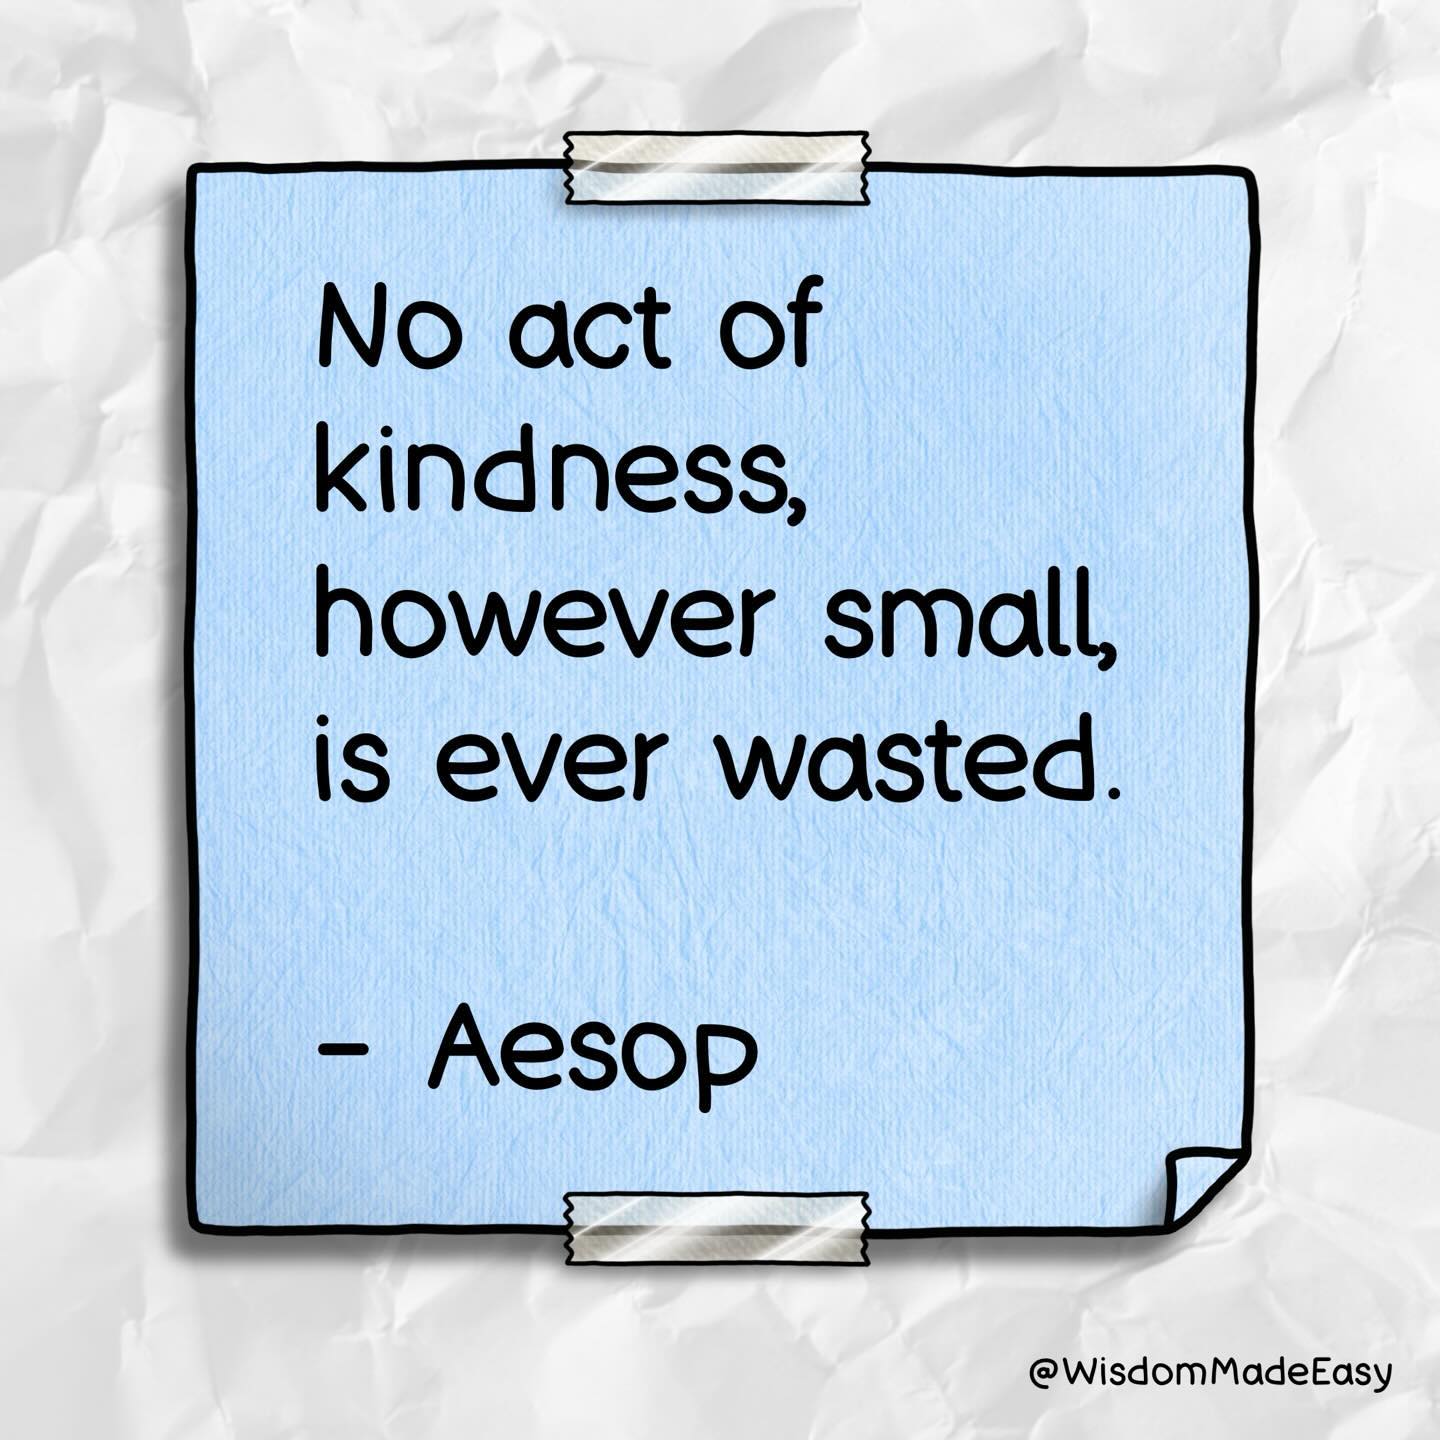 No act of
kindness,
however small,
is ever wasted.
- Aesop
@WisdomMadeEasy